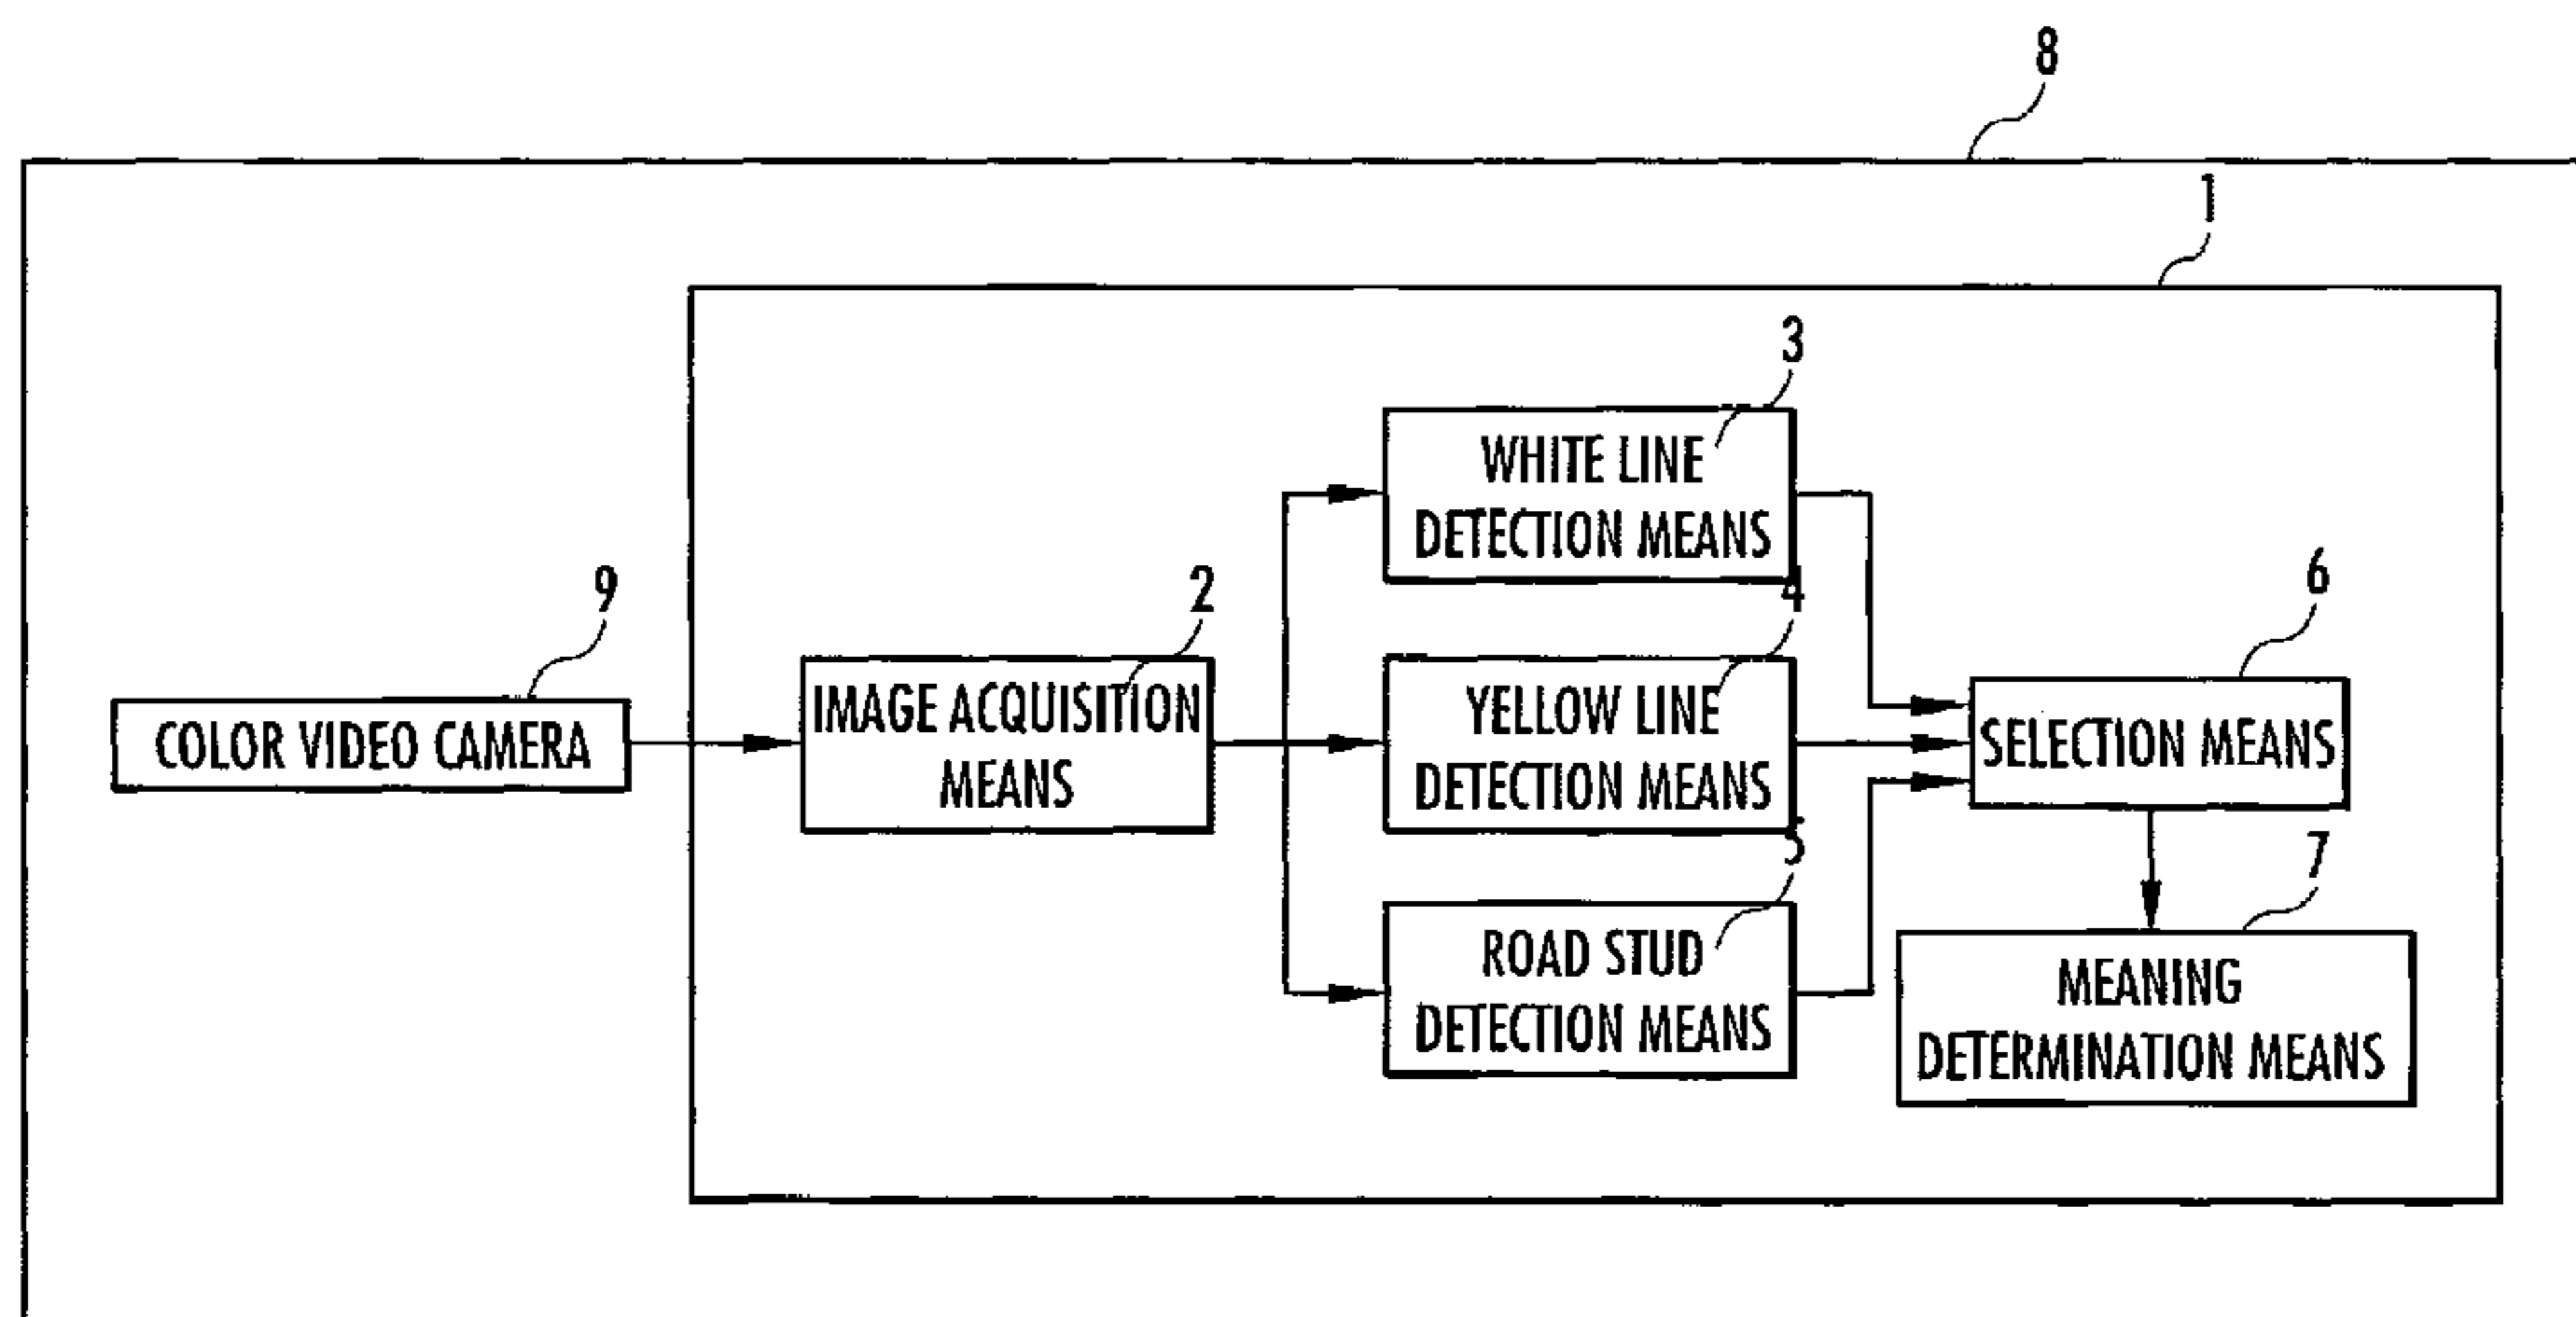 8
1
3
WHITE LINE
DETECTION MEANS
9
2
4
6
COLOR VIDEO CAMERA
IMAGE ACQUISITION
MEANS
YELLOW LINE
DETECTION MEANS
SELECTION MEANS
5
7
ROAD STUD
DETECTION MEANS
MEANING
DETERMINATION MEANS